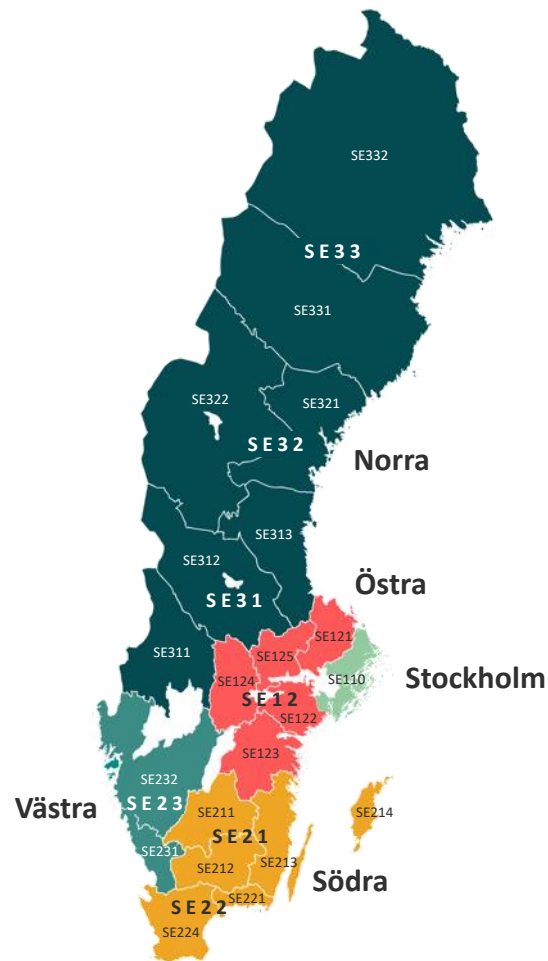 SE332
SE33
SE331
SE322
SE321
SE32
Norra
SE313
SE312
Östra
SE31
SE121
SE311
SE125
SE124
SE110
Stockholm
SE12
SE122
SE123
SE232
Västra
SE23
SE211
SE214
SE21
SE231
SE212
SE213
Södra
SE221
SE22
SE224